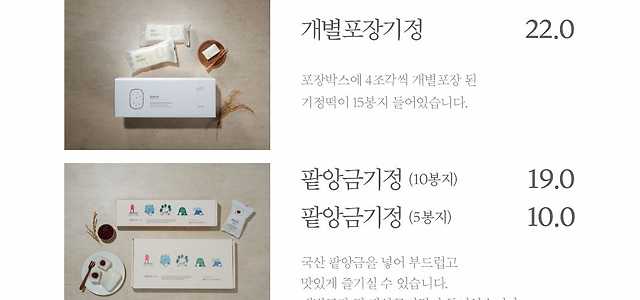 개별포장기정 22.0
포장박스에 4조각씩 개별포장 된
기정떡이 15봉지 들어있습니다.
팥앙금기정 (10봉지) 19.0
팥앙금기정 (5봉지) 10.0
국산 팥앙금을 넣어 부드럽고
맛있게 즐기실 수 있습니다.